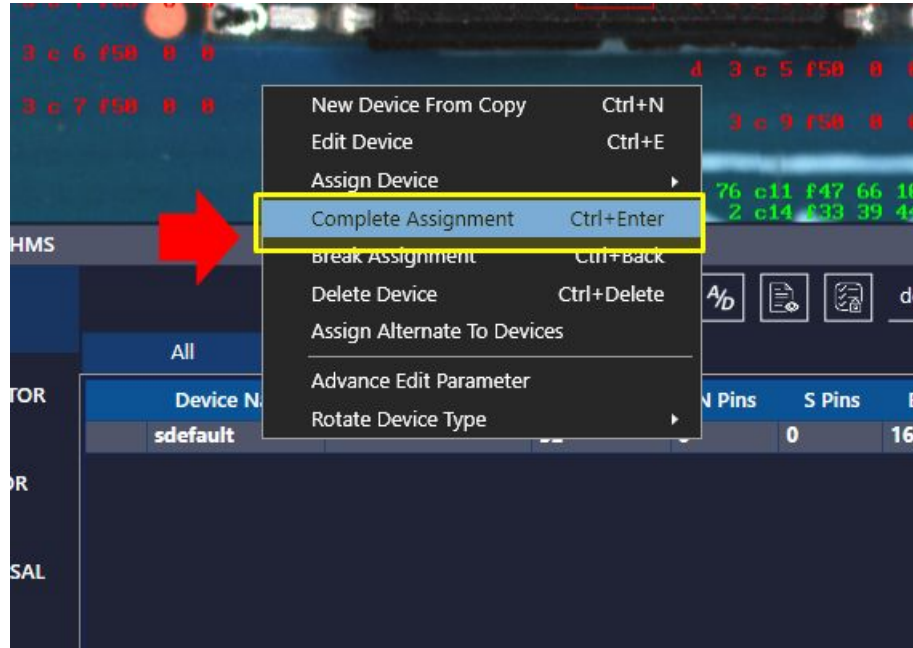 3 c 6 f50 0 0
d 3 c 5 f50 0
3 c 7 f50 0 0
3 c 9 f50 0
New Device From Copy Ctrl+N
Edit Device Ctrl+E
Assign Device
76 c11 f47 66
Complete Assignment Ctrl+Enter
2 c14 f33 39
HMS
Break Assignment Ctrl+Back
Delete Device Ctrl+Delete
A/D
Assign Alternate To Devices
All
Advance Edit Parameter
TOR
Device N
N Pins
S Pins
Rotate Device Type
sdefault
0
16
OR
SAL